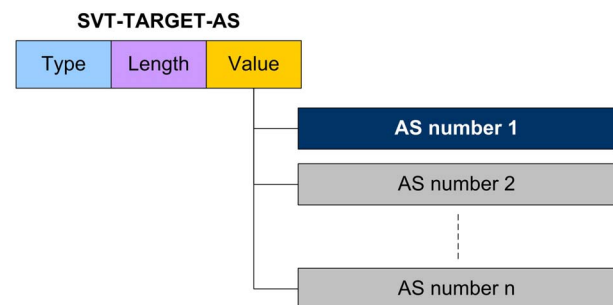 SVT-TARGET-AS
Type Length Value
AS number 1
AS number 2
AS number n